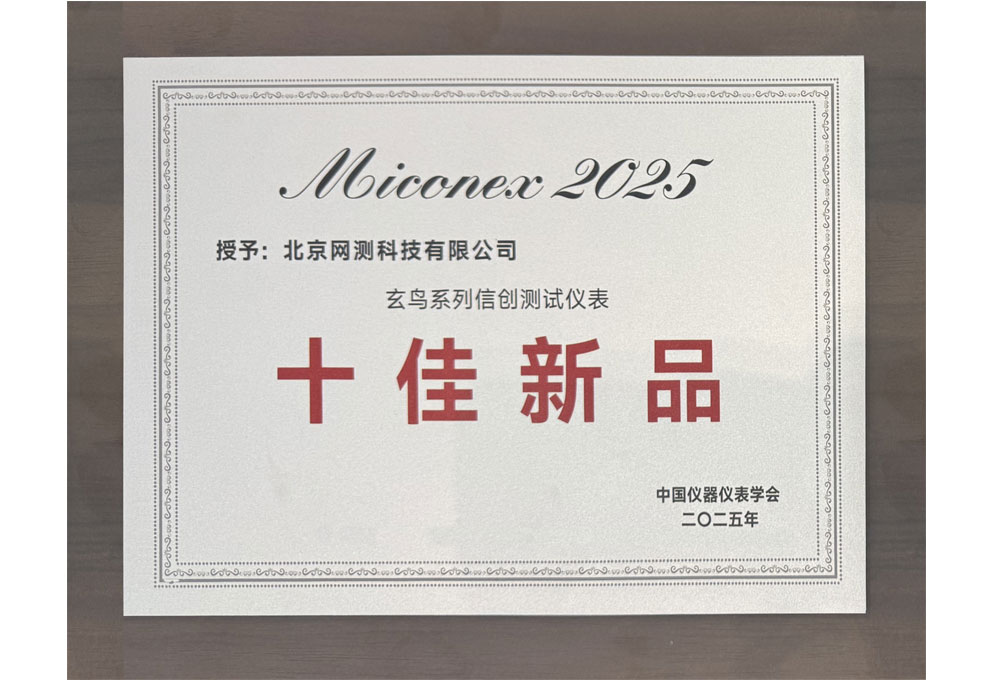 Miconex 2025
授予：北京网测科技有限公司
玄鸟系列信创测试仪表
十佳新品
中国仪器仪表学会
二〇二五年